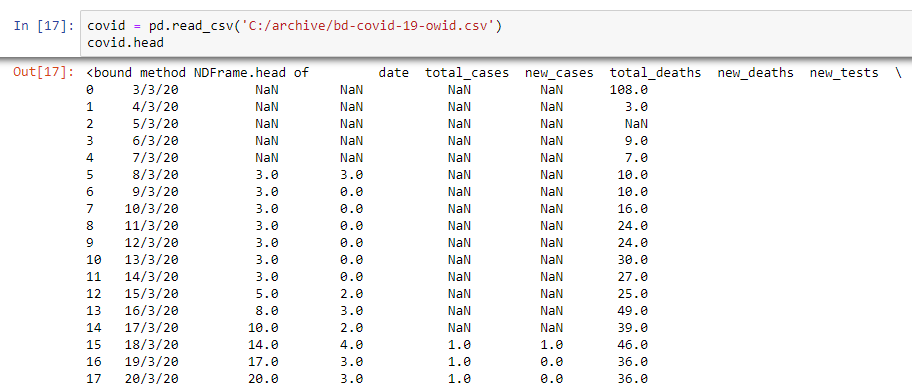 In [17]: covid = pd.read_csv('C:/archive/bd-covid-19-owid.csv')
covid.head
Out[17]: <bound method NDFrame.head of date total_cases new_cases total_deaths new_deaths new_tests \
0 3/3/20 NaN NaN NaN NaN 108.0
1 4/3/20 NaN NaN NaN NaN 3.0
2 5/3/20 NaN NaN NaN NaN NaN
3 6/3/20 NaN NaN NaN NaN 9.0
4 7/3/20 NaN NaN NaN NaN 7.0
5 8/3/20 3.0 3.0 NaN NaN 10.0
6 9/3/20 3.0 0.0 NaN NaN 10.0
7 10/3/20 3.0 0.0 NaN NaN 16.0
8 11/3/20 3.0 0.0 NaN NaN 24.0
9 12/3/20 3.0 0.0 NaN NaN 24.0
10 13/3/20 3.0 0.0 NaN NaN 30.0
11 14/3/20 3.0 0.0 NaN NaN 27.0
12 15/3/20 5.0 2.0 NaN NaN 25.0
13 16/3/20 8.0 3.0 NaN NaN 49.0
14 17/3/20 10.0 2.0 NaN NaN 39.0
15 18/3/20 14.0 4.0 1.0 1.0 46.0
16 19/3/20 17.0 3.0 1.0 0.0 36.0
17 20/3/20 20.0 3.0 1.0 0.0 36.0